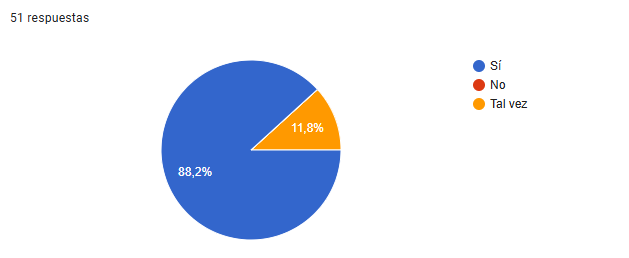 51 respuestas
Sí
No
Tal vez
11,8%
88,2%